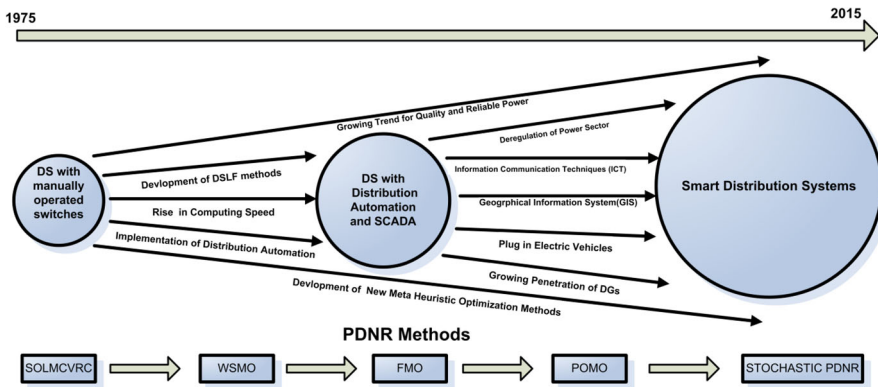 1975
2015
Growing Trend for Quality and Reliable Power
Deregulation of Power Sector
DS with
manually
operated
switches
Devlopment of DSLF methods
Rise in Computing Speed
Implementation of Distribution Automation
DS with
Distribution
Automation
and SCADA
Information Communication Techniques (ICT)
Geogrphical Information System(GIS)
Plug in Electric Vehicles
Growing Penetration of DGs
Devlopment of New Meta Heuristic Optimization Methods
Smart Distribution Systems
PDNR Methods
SOLMCVRC
WSMO
FMO
POMO
STOCHASTIC PDNR